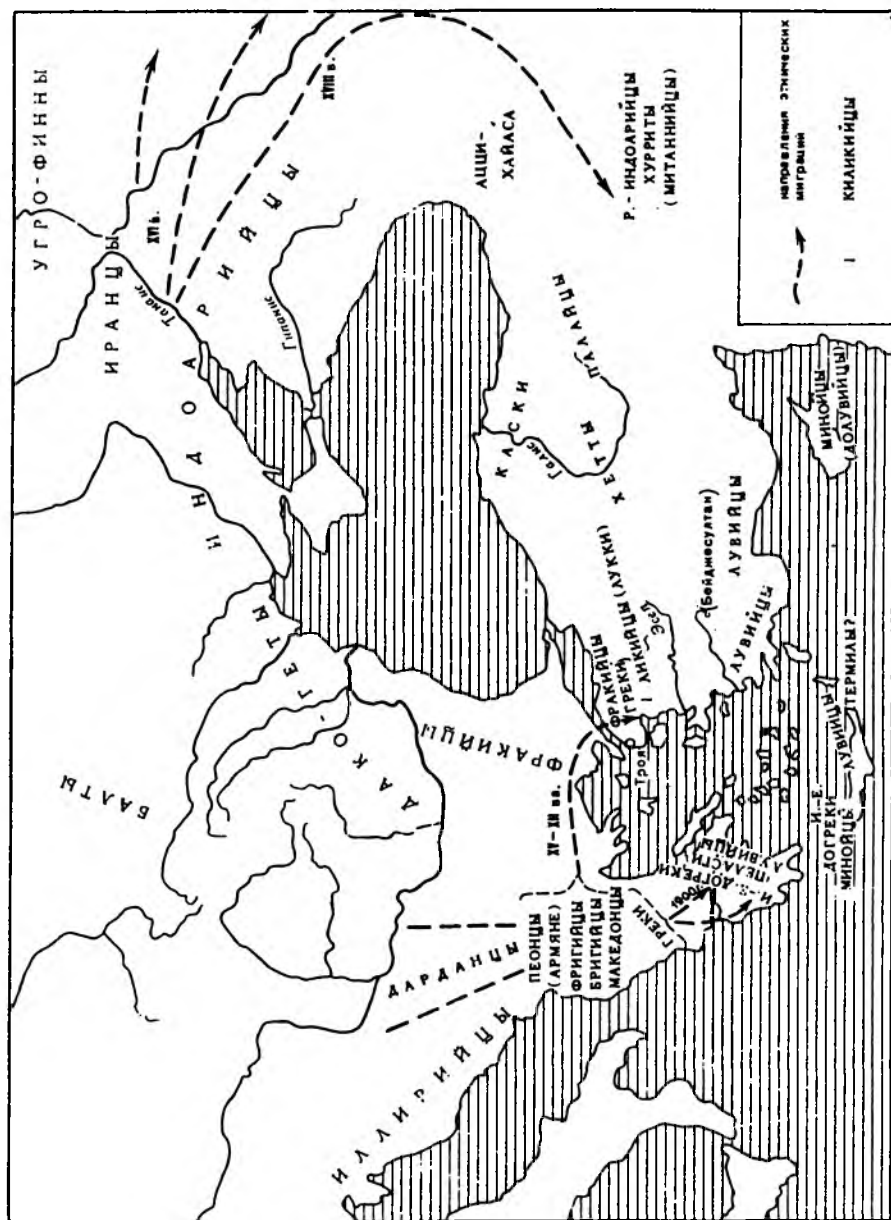 УГРО-ФИННЫ
ИРАНЦЫ
XVI в.
XVIII в.
Танаис
ИНДОАРИЙЦЫ
Гипанис
БАЛТЫ
ДАКО-ГЕТЫ
ФРАКИЙЦЫ
ДАРДАНЦЫ
ИЛЛИРИЙЦЫ
ПЕОНЦЫ
(АРМЯНЕ)
ФРИГИЙЦЫ
БРИГИЙЦЫ
МАКЕДОНЦЫ
XV–XIII вв.
ГРЕКИ
1900
И.-Е. ДОГРЕКИ
ПЕЛАСГИ
ЛУВИЙЦЫ
ФРАКИЙЦЫ
ГРЕКИ
I ЛИКИЙЦЫ (ЛУККИ)
Троя
Эсеп
АЦЦИ-
ХАЙАСА
КАСКИ
Галис
ПАЛАЙЦЫ
ХЕТТЫ
Р.-ИНДОАРИЙЦЫ
ХУРРИТЫ
(МИТАННИЙЦЫ)
(Бейджесултан)
ЛУВИЙЦЫ
ЛУВИЙЦЫ
МИНОЙЦЫ
(ДОЛУВИЙЦЫ)
И.-Е.
ДОГРЕКИ
МИНОЙЦЫ
ЛУВИЙЦЫ
ТЕРМИЛЫ?
направления этнических
миграций
I КИЛИКИЙЦЫ